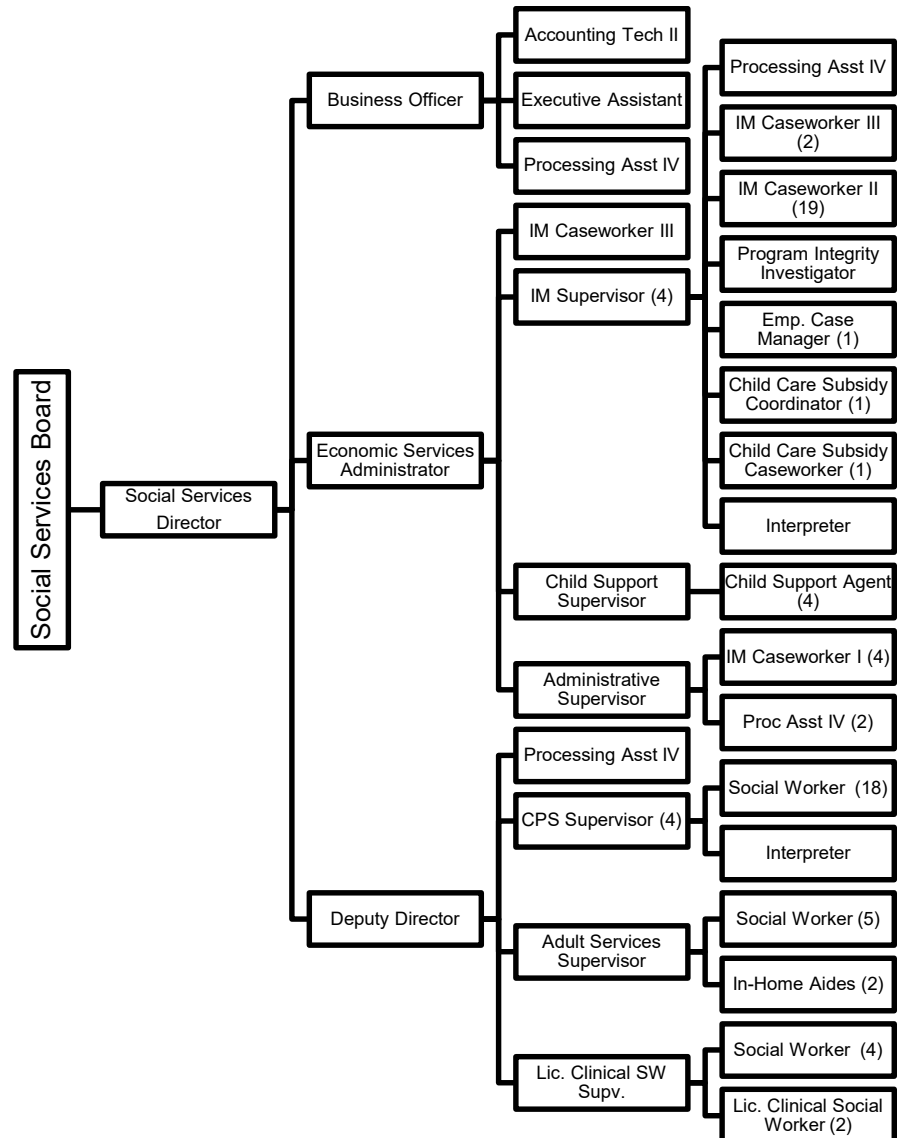 Social Services Board
Social Services
Director
Business Officer
Accounting Tech II
Executive Assistant
Processing Asst IV
Economic Services
Administrator
IM Caseworker III
IM Supervisor (4)
Processing Asst IV
IM Caseworker III
(2)
IM Caseworker II
(19)
Program Integrity
Investigator
Emp. Case
Manager (1)
Child Care Subsidy
Coordinator (1)
Child Care Subsidy
Caseworker (1)
Interpreter
Child Support
Supervisor
Child Support Agent
(4)
Administrative
Supervisor
IM Caseworker I (4)
Proc Asst IV (2)
Deputy Director
Processing Asst IV
CPS Supervisor (4)
Social Worker (18)
Interpreter
Adult Services
Supervisor
Social Worker (5)
In-Home Aides (2)
Lic. Clinical SW
Supv.
Social Worker (4)
Lic. Clinical Social
Worker (2)